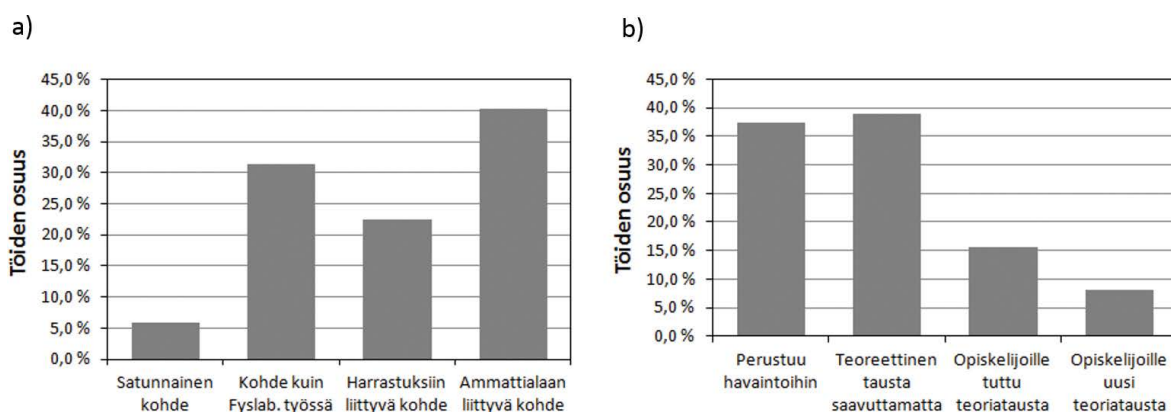 a)
Töiden osuus
45,0 %
40,0 %
35,0 %
30,0 %
25,0 %
20,0 %
15,0 %
10,0 %
5,0 %
0,0 %
Satunnainen
kohde
Kohde kuin
Fyslab. työssä
Harrastuksiin
liittyvä kohde
Ammattialaan
liittyvä kohde
b)
Töiden osuus
45,0 %
40,0 %
35,0 %
30,0 %
25,0 %
20,0 %
15,0 %
10,0 %
5,0 %
0,0 %
Perustuu
havaintoihin
Teoreettinen
tausta
saavuttamatta
Opiskelijoille
tuttu
teoriatausta
Opiskelijoille
uusi
teoriatausta